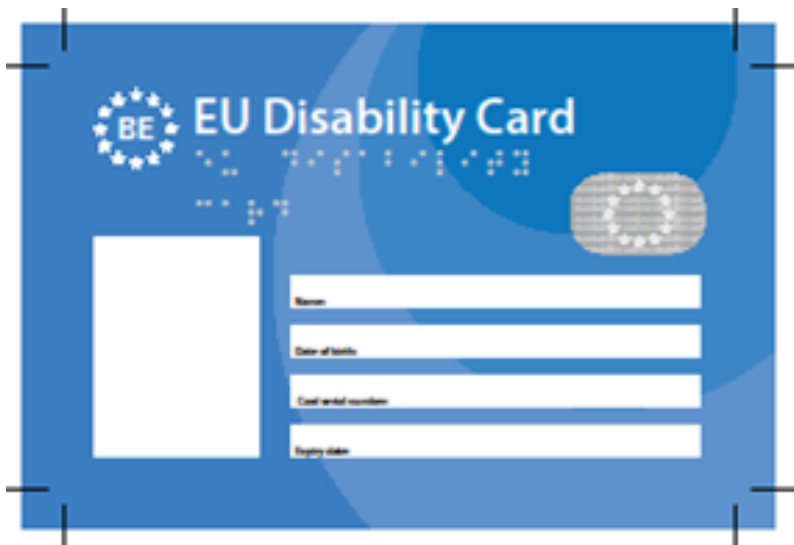 BE
EU Disability Card
⠑⠥ ⠙⠊⠎⠁⠃⠊⠇⠊⠞⠽
⠉⠁⠗⠙
Name:
Date of birth:
Card serial number:
Expiry date: